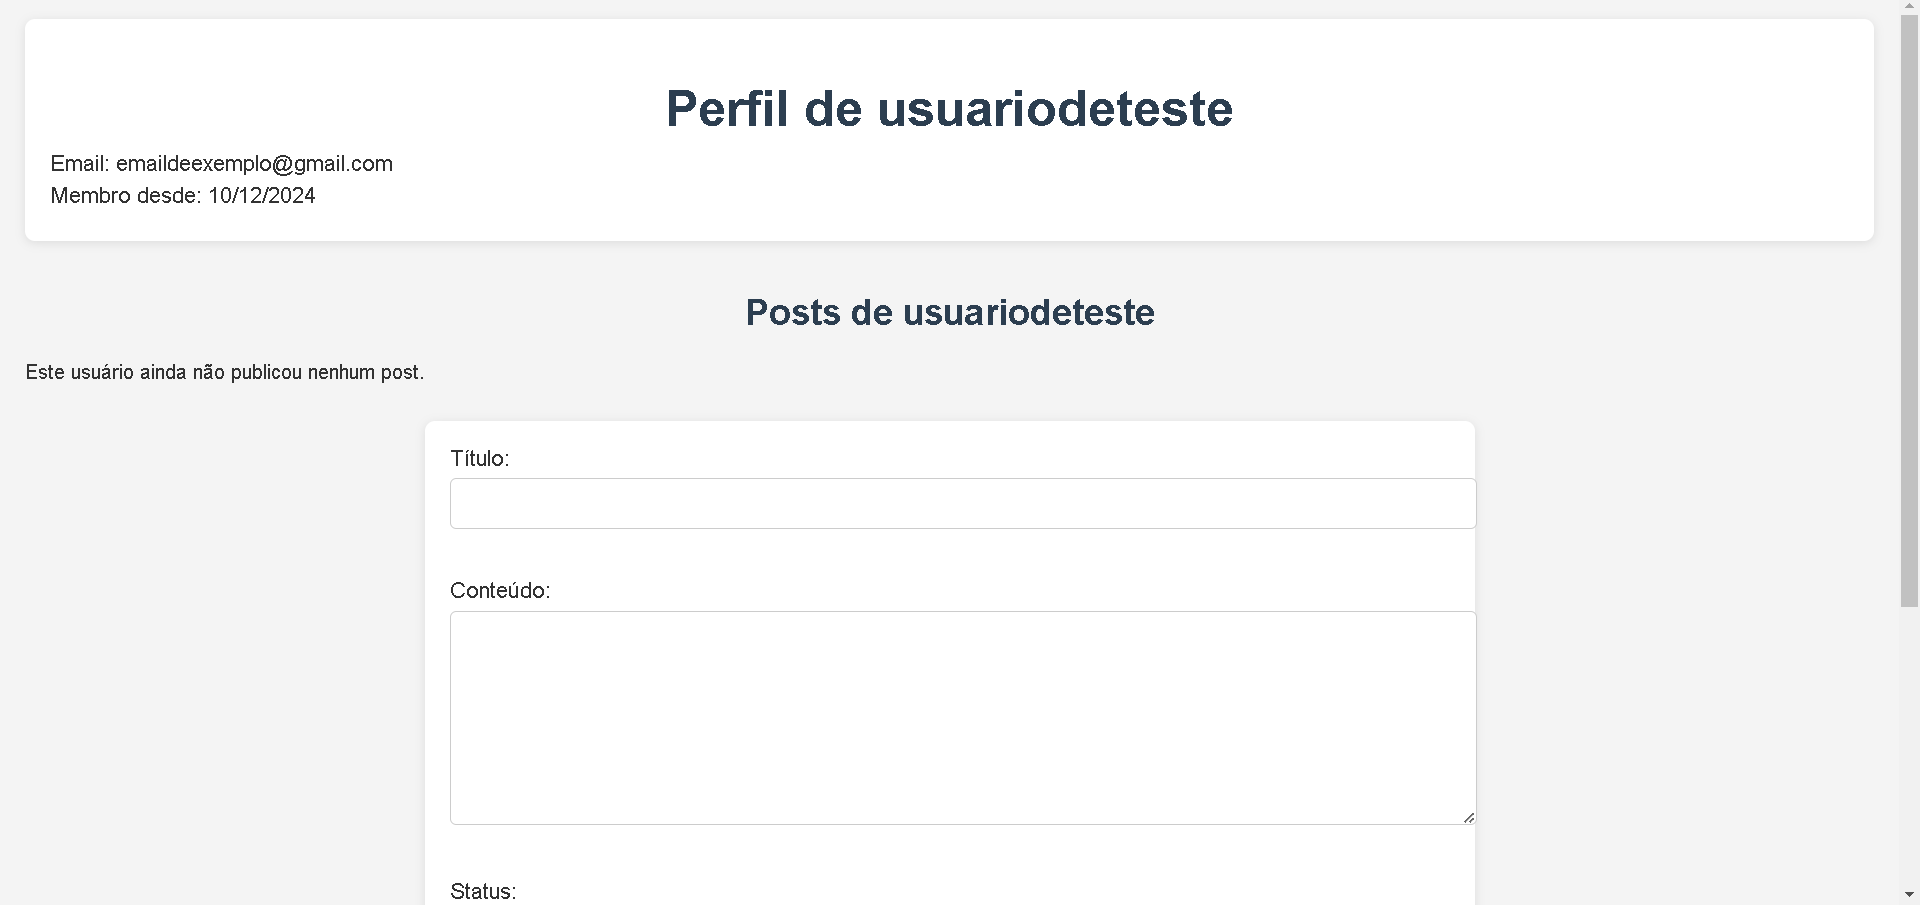 Perfil de usuariodeteste
Email: emaildeexemplo@gmail.com
Membro desde: 10/12/2024
Posts de usuariodeteste
Este usuário ainda não publicou nenhum post.
Título:
Conteúdo:
Status: